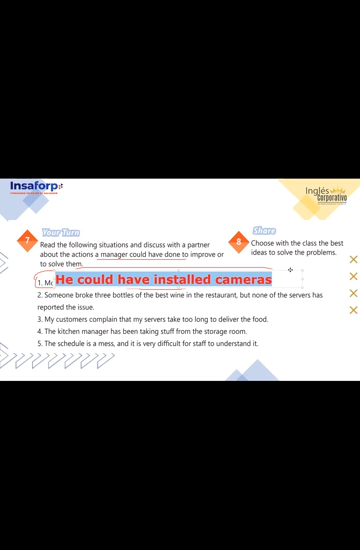 Insaforp
Inglés
Corporativo
7 Your Turn
Read the following situations and discuss with a partner
about the actions a manager could have done to improve or
to solve them.
8 Share
Choose with the class the best
ideas to solve the problems.
He could have installed cameras
1. Mo
2. Someone broke three bottles of the best wine in the restaurant, but none of the servers has
reported the issue.
3. My customers complain that my servers take too long to deliver the food.
4. The kitchen manager has been taking stuff from the storage room.
5. The schedule is a mess, and it is very difficult for staff to understand it.